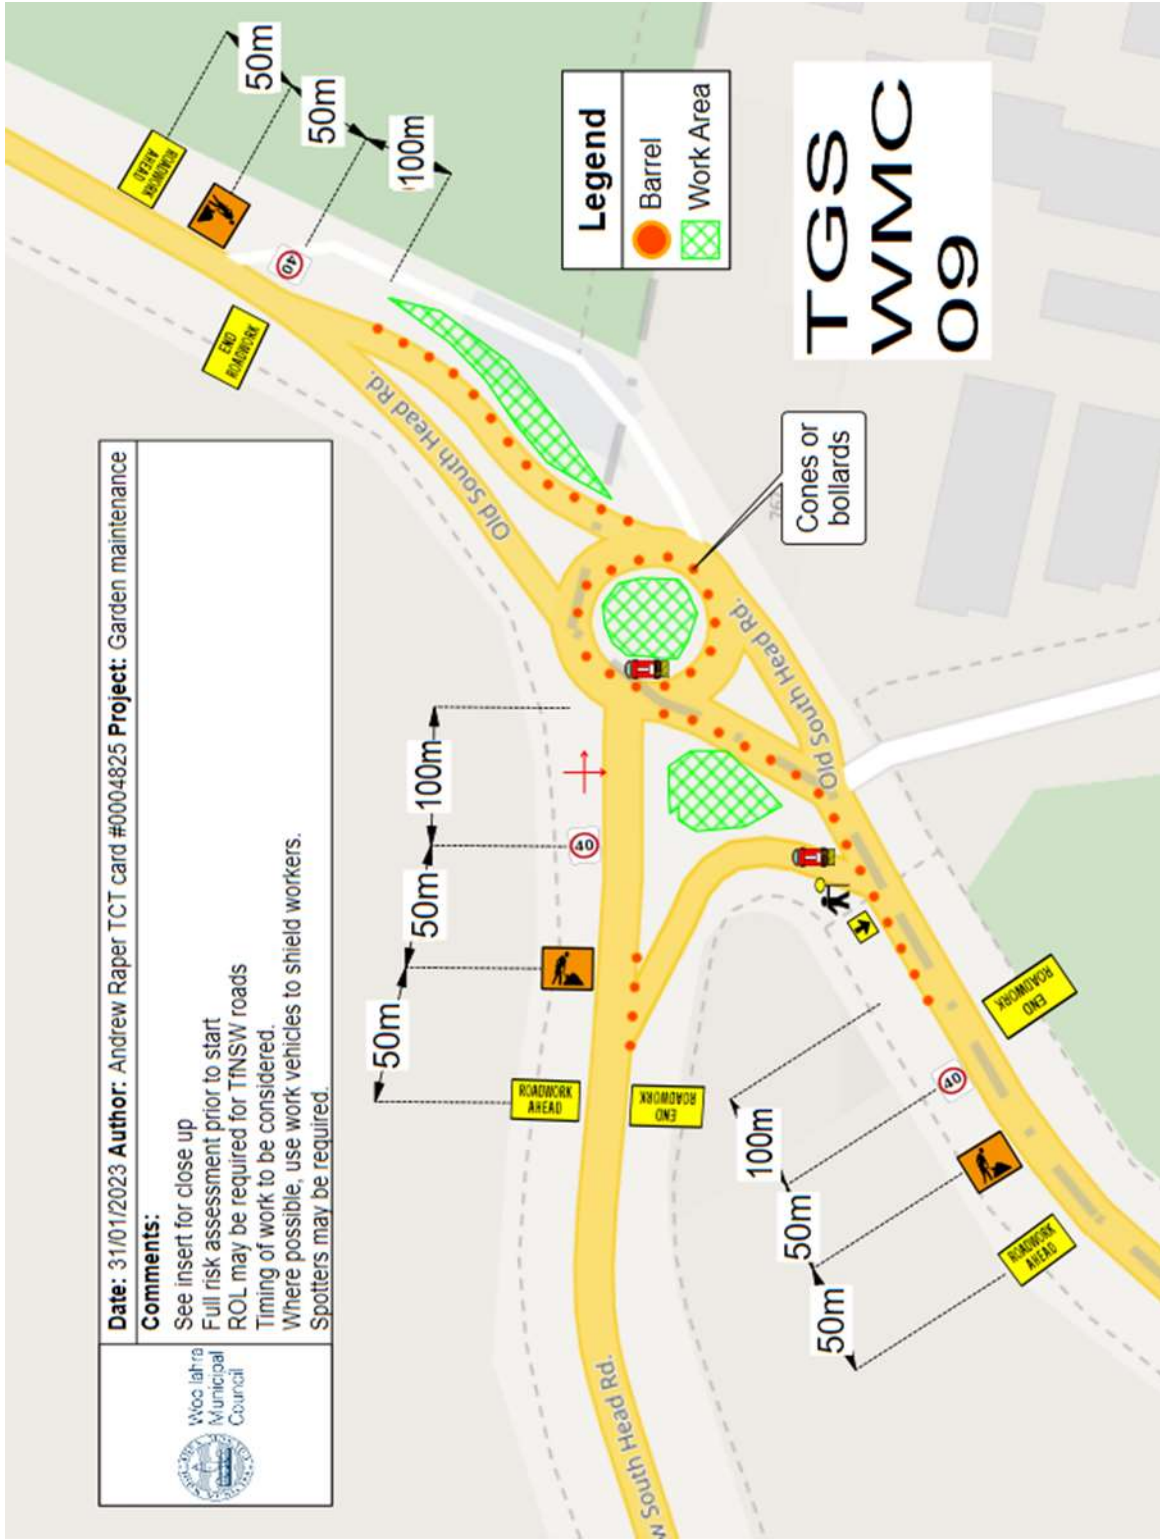 Woollahra
Municipal
Council
Date: 31/01/2023 Author: Andrew Raper TCT card #0004825 Project: Garden maintenance
Comments:
See insert for close up
Full risk assessment prior to start
ROL may be required for TfNSW roads
Timing of work to be considered.
Where possible, use work vehicles to shield workers.
Spotters may be required.
50m
50m
100m
ROADWORK
AHEAD
40
END
ROADWORK
Old South Head Rd.
50m
50m
100m
ROADWORK
AHEAD
40
END
ROADWORK
w South Head Rd.
Old South Head Rd.
Cones or
bollards
50m
50m
100m
ROADWORK
AHEAD
40
END
ROADWORK
Legend
Barrel
Work Area
TGS
WMC
09